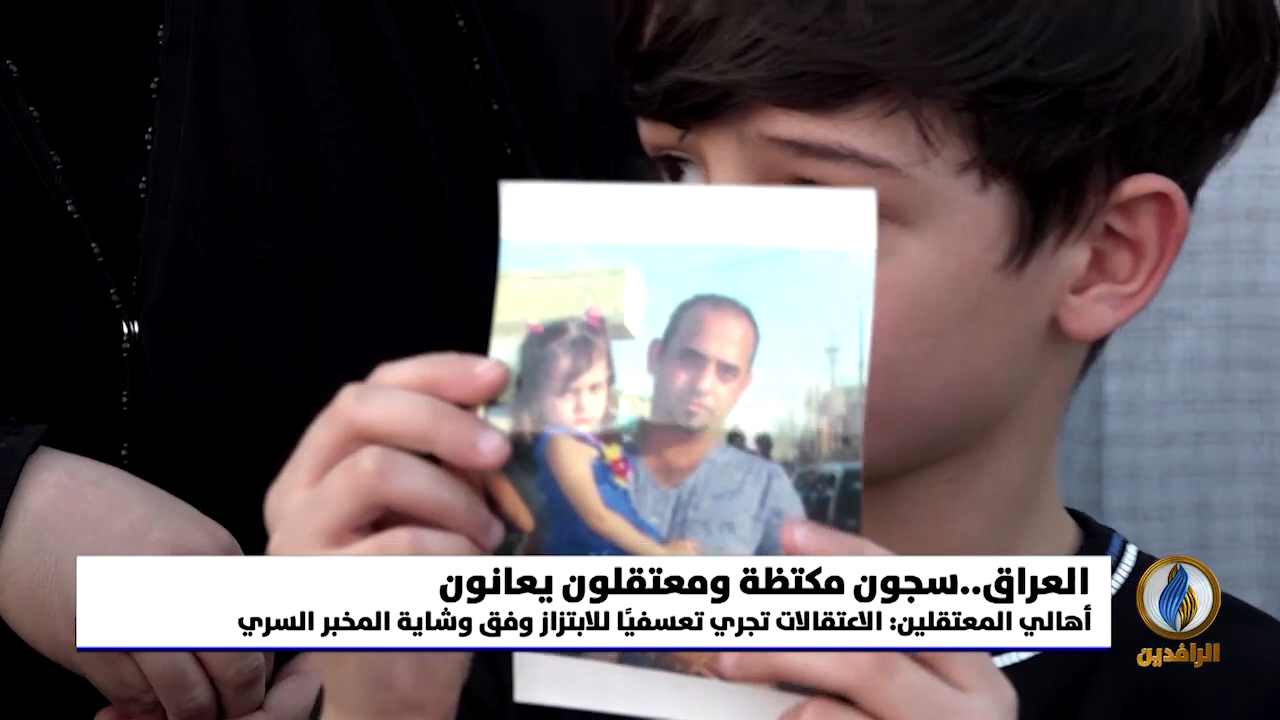 العراق..سجون مكتظة ومعتقلون يعانون
أهالي المعتقلين: الاعتقالات تجري تعسفيًا للابتزاز وفق وشاية المخبر السري
الرافدين